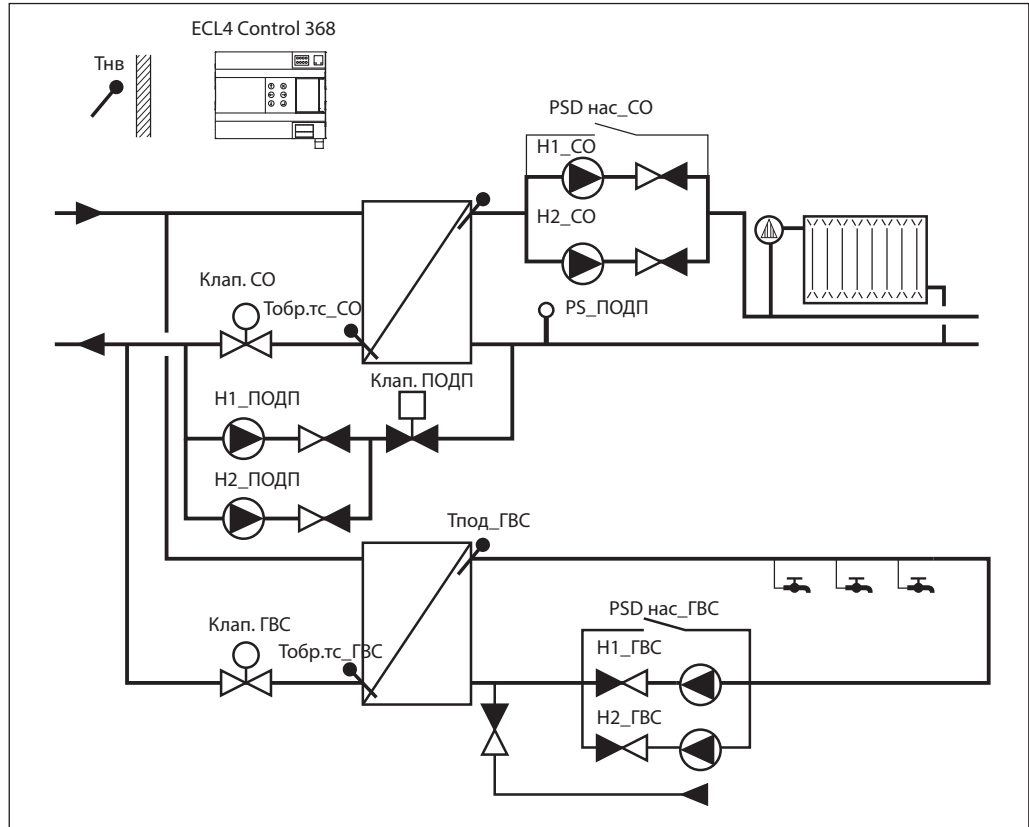 ECL4 Control 368
Тнв
PSD нас_СО
Н1_СО
Н2_СО
Клап. СО
Тобр.тс_СО
PS_ПОДП
Клап. ПОДП
Н1_ПОДП
Н2_ПОДП
Тпод_ГВС
Клап. ГВС
Тобр.тс_ГВС
PSD нас_ГВС
Н1_ГВС
Н2_ГВС